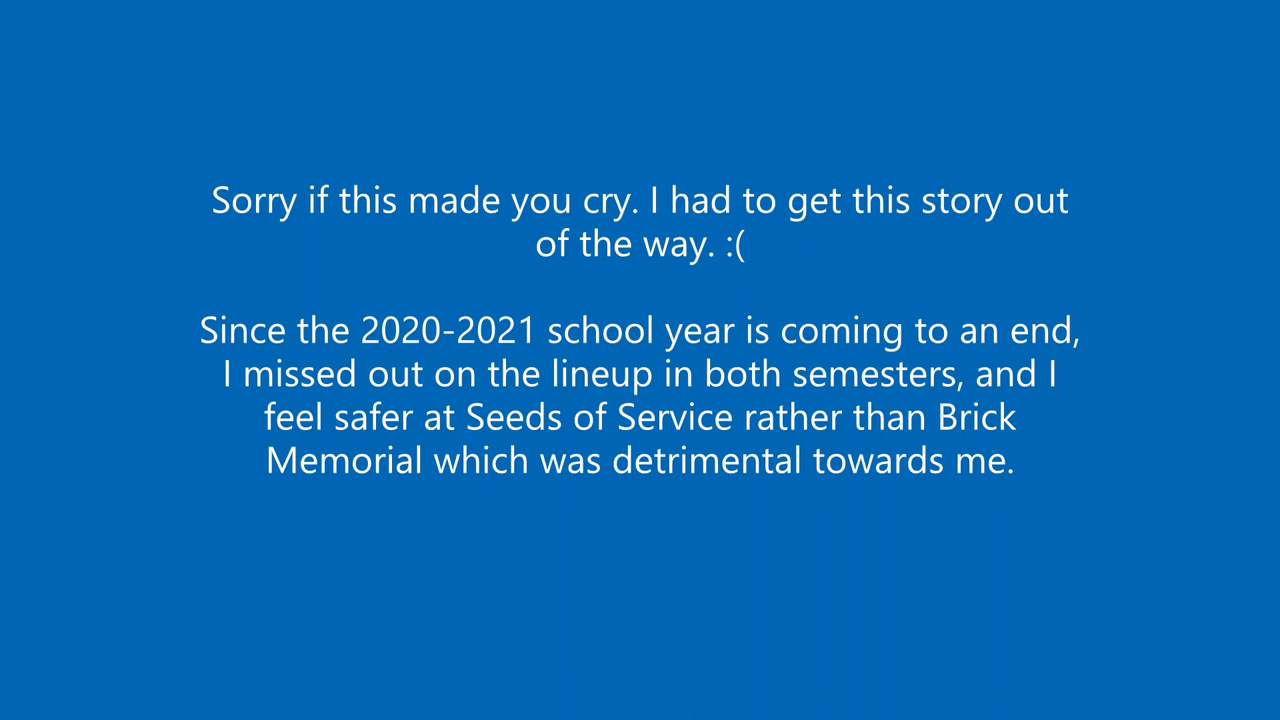 Sorry if this made you cry. I had to get this story out
of the way. :(
Since the 2020-2021 school year is coming to an end,
I missed out on the lineup in both semesters, and I
feel safer at Seeds of Service rather than Brick
Memorial which was detrimental towards me.